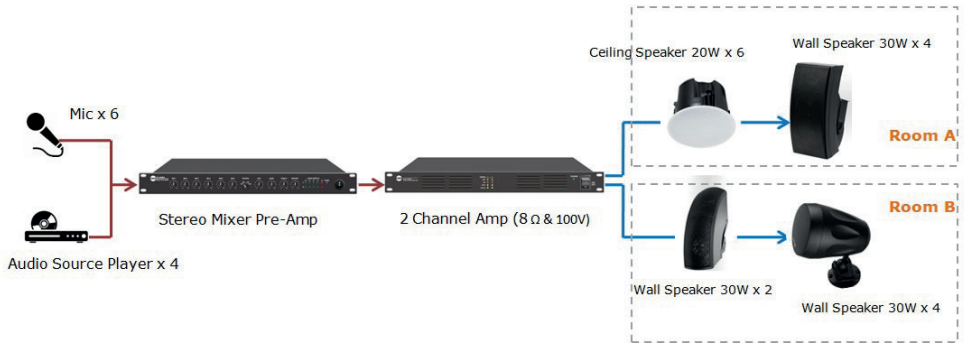 Ceiling Speaker 20W x 6
Wall Speaker 30W x 4
Mic x 6
Room A
Stereo Mixer Pre-Amp
2 Channel Amp (8 Ω & 100V)
Room B
Audio Source Player x 4
Wall Speaker 30W x 2
Wall Speaker 30W x 4